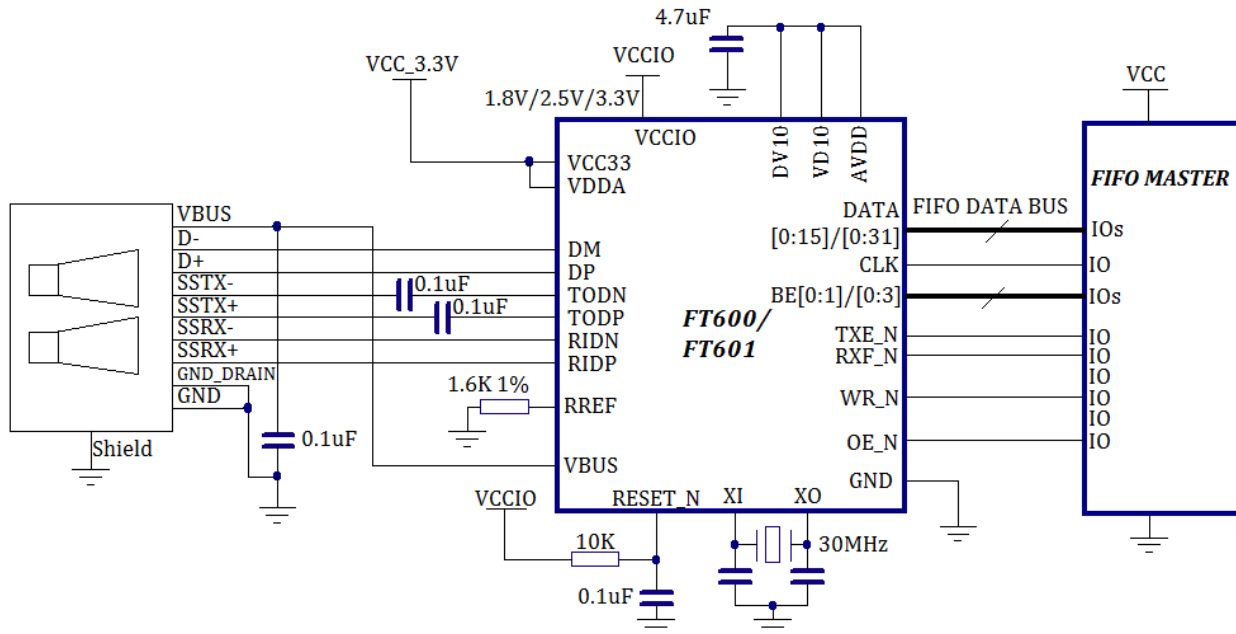 4.7uF
VCCIO
VCC_3.3V
1.8V/2.5V/3.3V
VCC
VCCIO
DV10
VD10
AVDD
VCC33
VDDA
FIFO MASTER
VBUS
DATA
FIFO DATA BUS
[0:15]/[0:31]
IOs
D-
DM
D+
DP
CLK
IO
SSTX-
0.1uF
TODN
BE[0:1]/[0:3]
IOs
SSTX+
0.1uF
TODP
FT600/
FT601
SSRX-
RIDN
TXE_N
IO
SSRX+
RIDP
RXF_N
IO
GND_DRAIN
IO
GND
1.6K 1%
RREF
WR_N
IO
IO
Shield
0.1uF
OE_N
IO
VBUS
GND
VCCIO
RESET_N
XI
XO
10K
30MHz
0.1uF